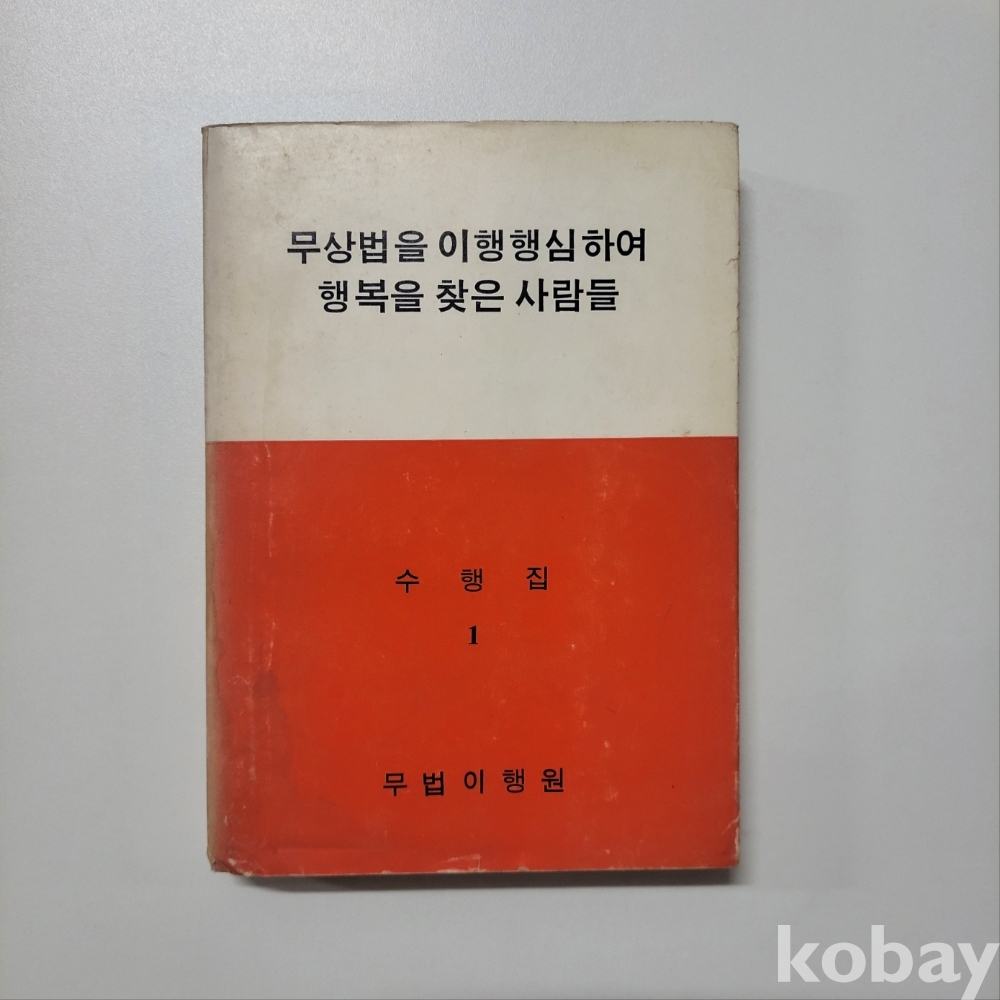 무상법을 이행행심하여
행복을 찾은 사람들
수 행 집
1
무법이행원
kobay